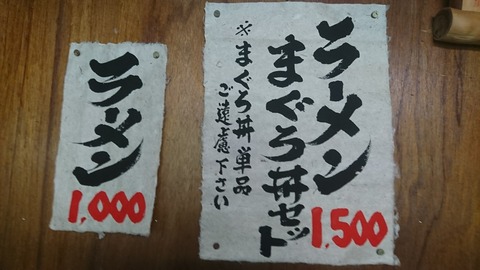 ラーメン
1,000
ラーメン
まぐろ丼セット
1,500
※まぐろ丼単品
ご遠慮下さい